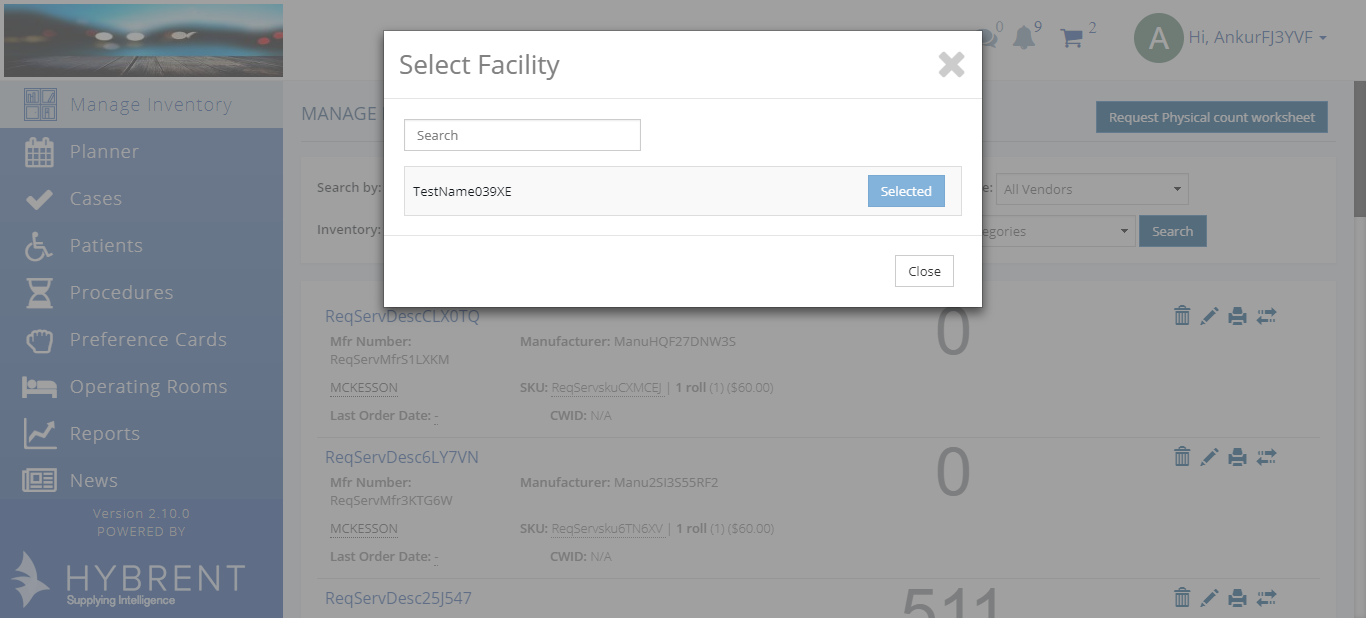 0
9
2
A
Hi, AnkurFJ3YVF
Select Facility
Search
TestName039XE
Selected
Close
Manage Inventory
Planner
Cases
Patients
Procedures
Preference Cards
Operating Rooms
Reports
News
Version 2.10.0
POWERED BY
HYBRENT
Supplying Intelligence
MANAGE
Request Physical count worksheet
Search by:
All Vendors
Inventory:
egories
Search
ReqServDescCLX0TQ
0
Mfr Number:
Manufacturer: ManuHQF27DNW3S
ReqServMfrS1LXKM
MCKESSON
SKU: ReqServskuCXMCEJ | 1 roll (1) ($60.00)
Last Order Date: -
CWID: N/A
ReqServDesc6LY7VN
0
Mfr Number:
Manufacturer: Manu2SI3S55RF2
ReqServMfr3KTG6W
MCKESSON
SKU: ReqServsku6TN6XV | 1 roll (1) ($60.00)
Last Order Date: -
CWID: N/A
ReqServDesc25J547
511